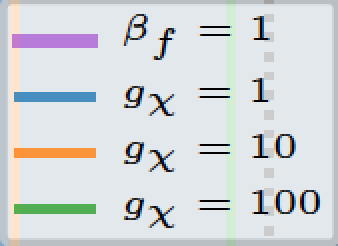 β_f = 1
g_χ = 1
g_χ = 10
g_χ = 100